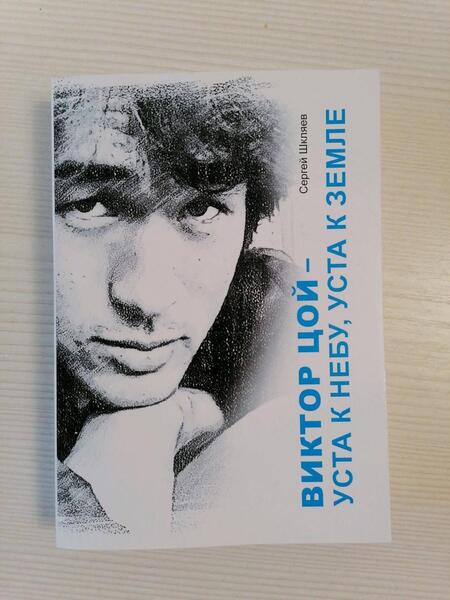 Сергей Шкляев
ВИКТОР ЦОЙ –
УСТА К НЕБУ, УСТА К ЗЕМЛЕ